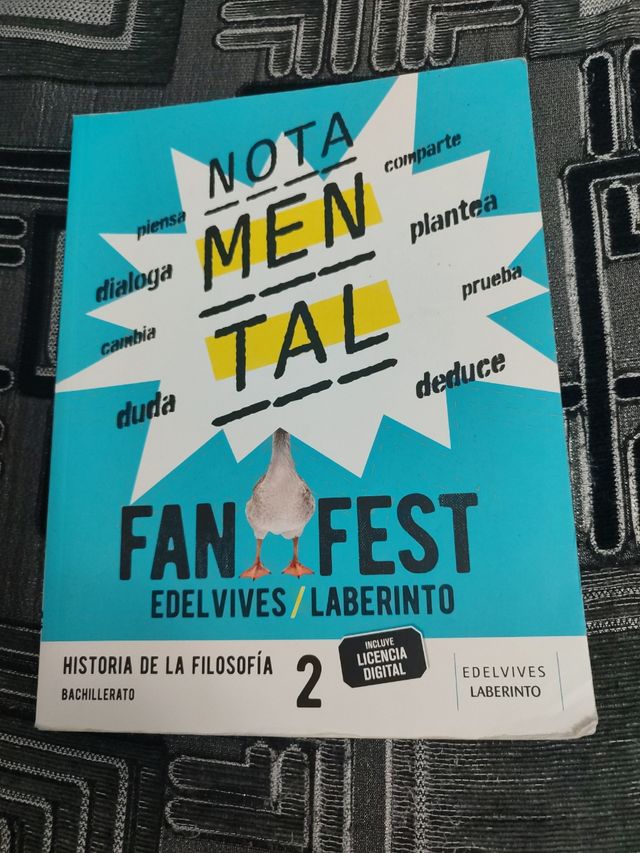 NOTA
MEN
TAL
piensa
dialoga
cambia
duda
comparte
plantea
prueba
deduce
FAN FEST
EDELVIVES / LABERINTO
HISTORIA DE LA FILOSOFÍA
BACHILLERATO
2
INCLUYE
LICENCIA
DIGITAL
EDELVIVES
LABERINTO